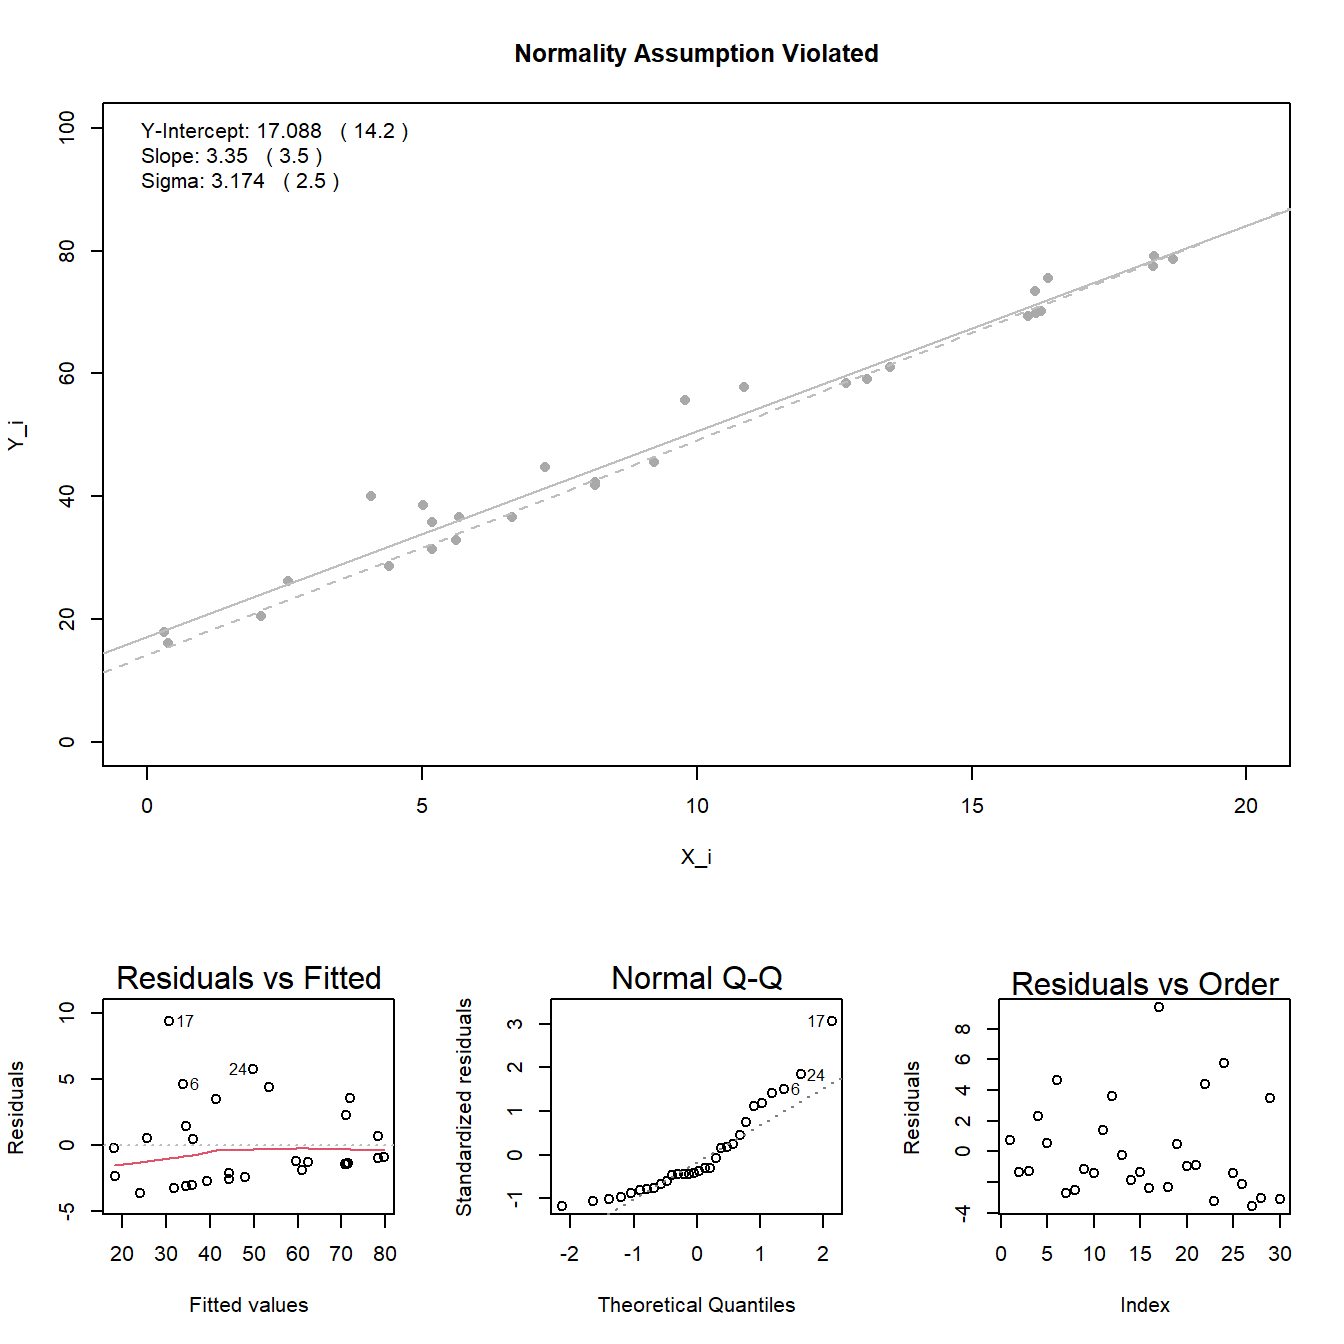 Normality Assumption Violated
Y-Intercept: 17.088 ( 14.2 )
Slope: 3.35 ( 3.5 )
Sigma: 3.174 ( 2.5 )
100
80
60
40
20
0
Y_i
0 5 10 15 20
X_i
Residuals vs Fitted
10
5
0
-5
Residuals
17
24
6
20 30 40 50 60 70 80
Fitted values
Normal Q-Q
3
2
1
0
-1
Standardized residuals
17
24
6
-2 -1 0 1 2
Theoretical Quantiles
Residuals vs Order
8
6
4
2
0
-4
Residuals
0 5 10 15 20 25 30
Index